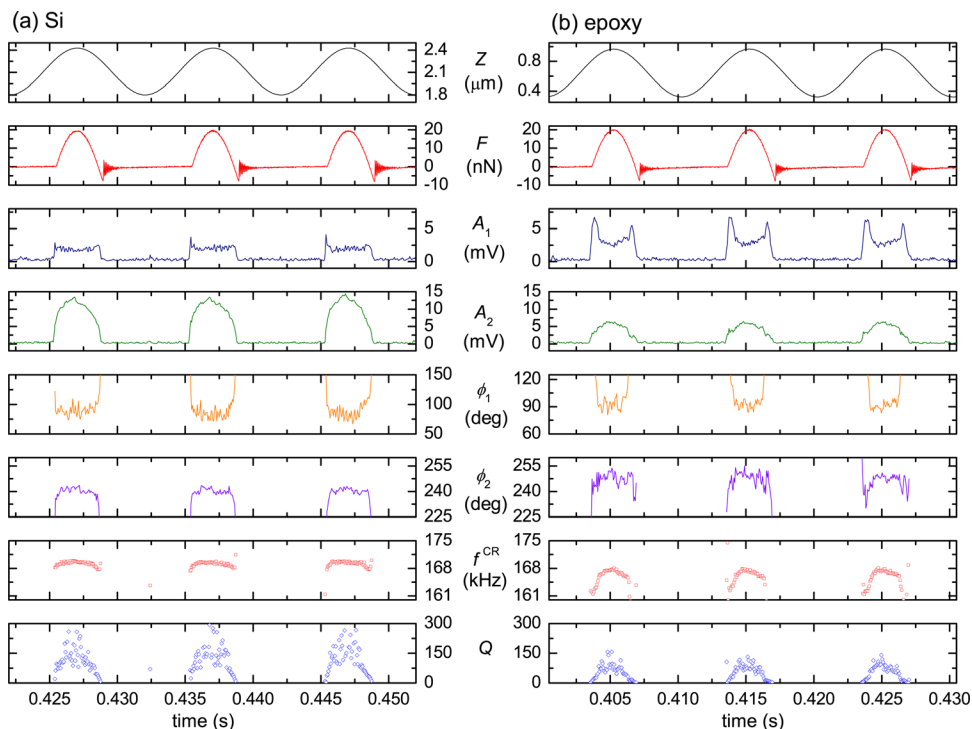 (a) Si
(b) epoxy
2.4
2.1
1.8
Z
(μm)
0.8
0.4
20
10
0
-10
F
(nN)
20
10
0
-10
5
0
A1
(mV)
5
0
15
10
5
0
A2
(mV)
15
10
5
0
150
100
50
ϕ1
(deg)
120
90
60
255
240
225
ϕ2
(deg)
255
240
225
175
168
161
f CR
(kHz)
175
168
161
300
150
0
Q
300
150
0
0.425 0.430 0.435 0.440 0.445 0.450
0.405 0.410 0.415 0.420 0.425 0.430
time (s)
time (s)